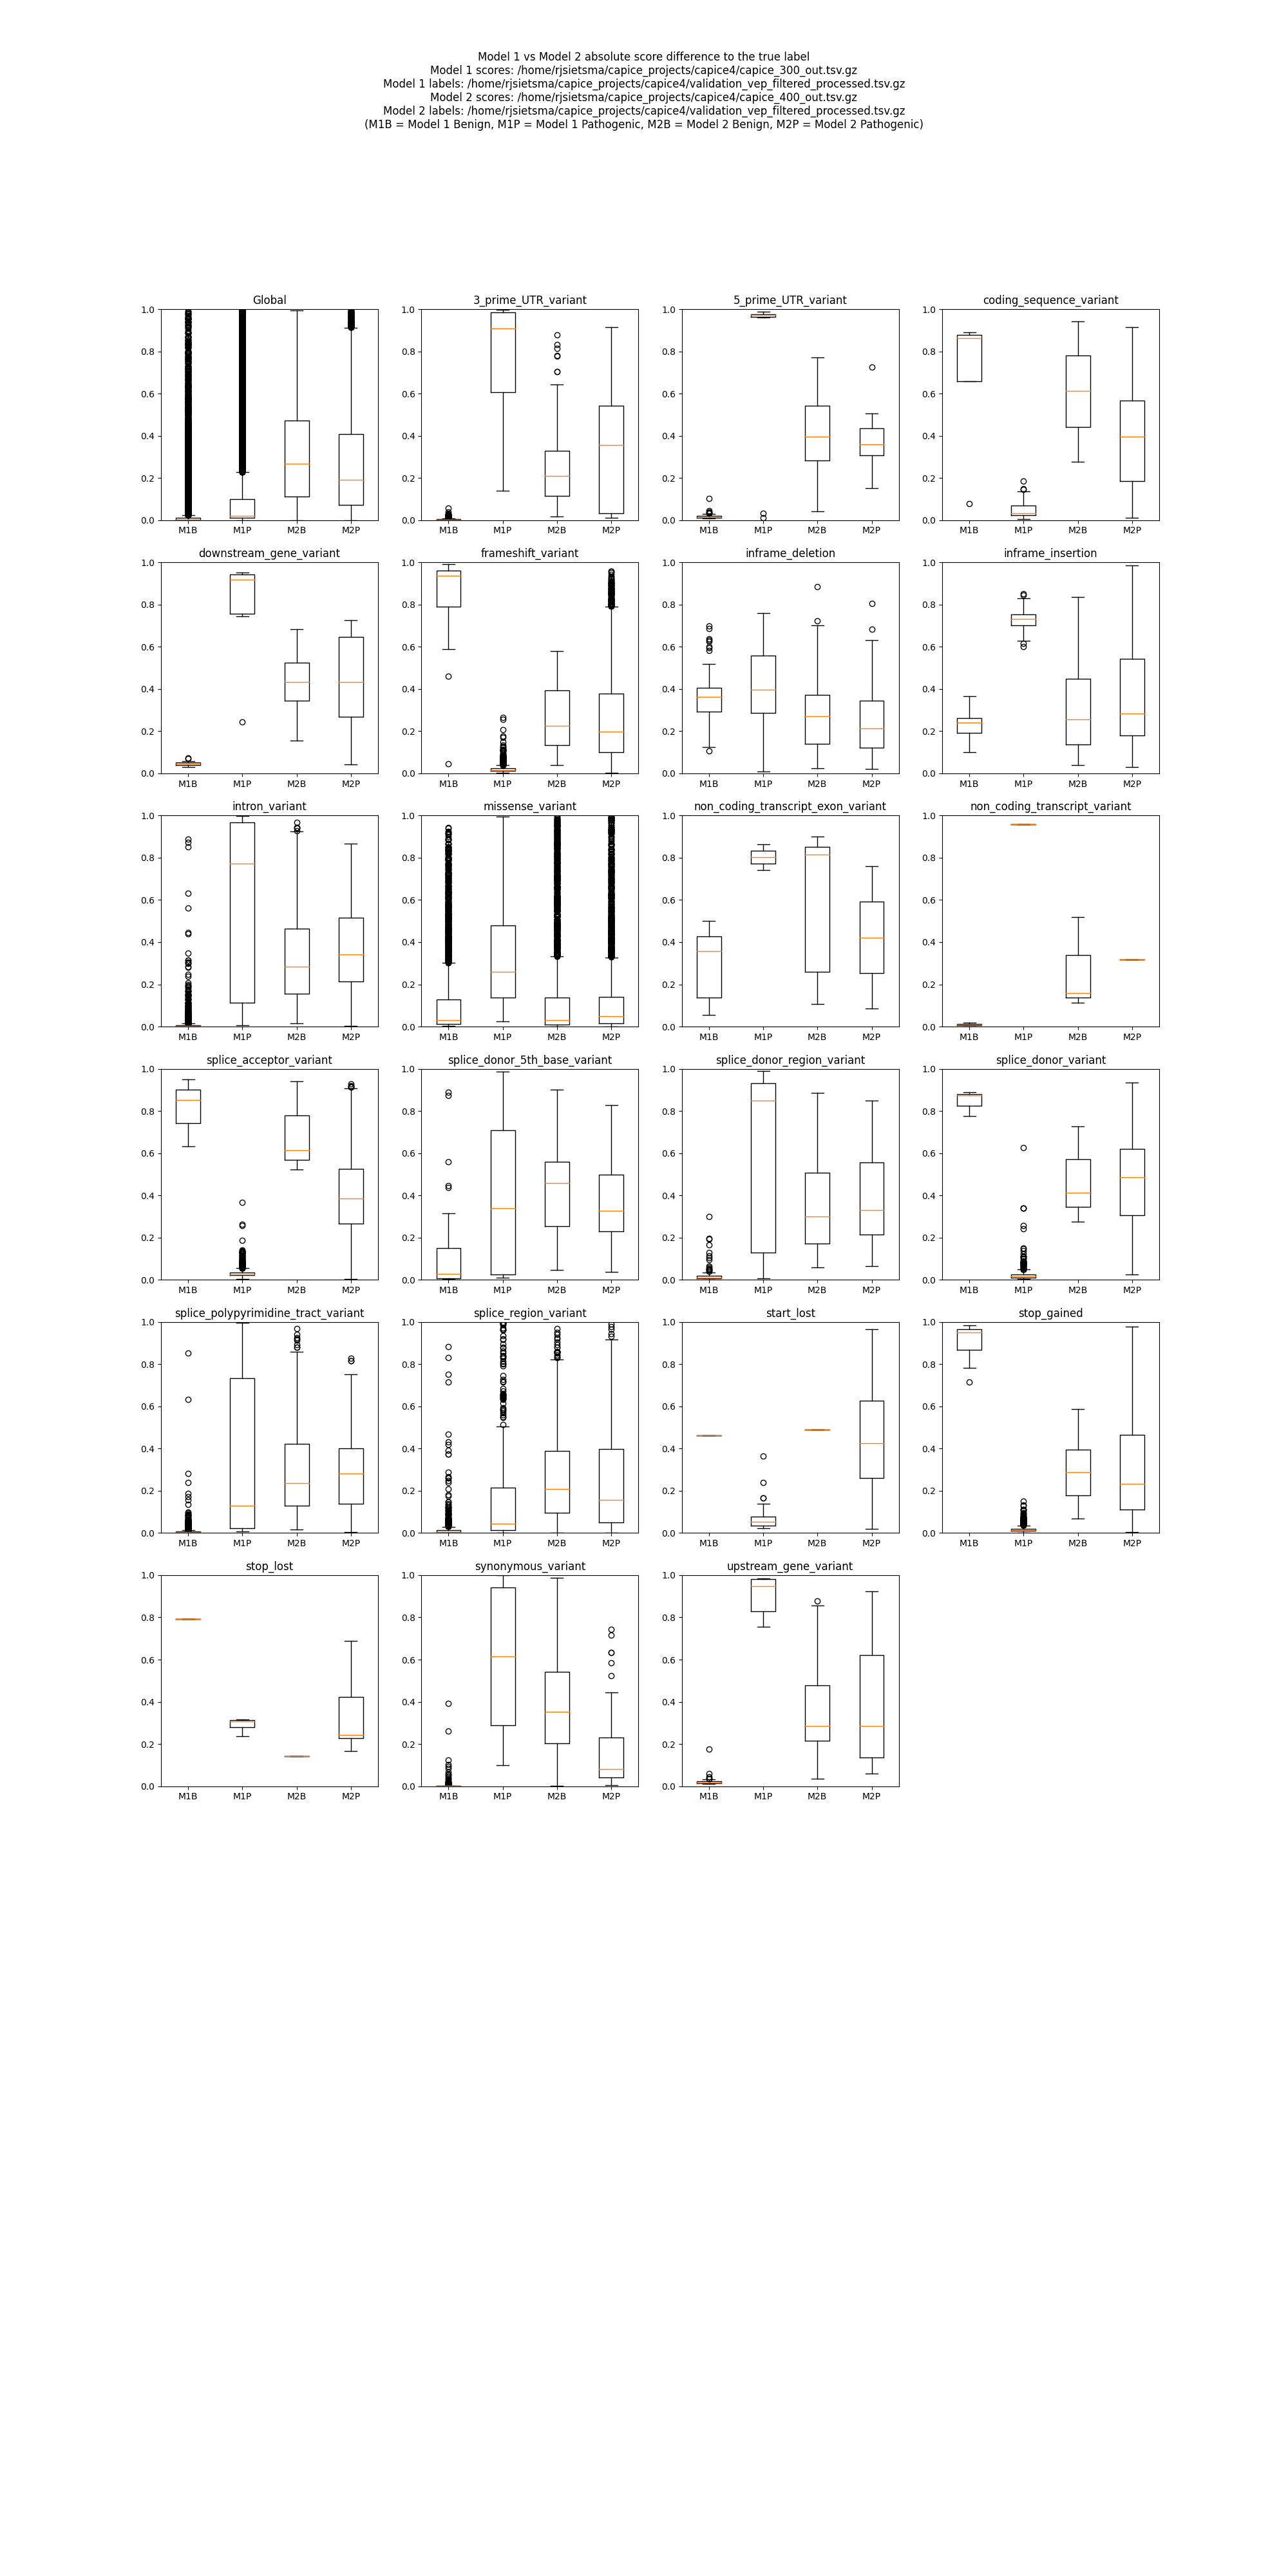 Model 1 vs Model 2 absolute score difference to the true label
Model 1 scores: /home/rjsietsma/capice_projects/capice4/capice_300_out.tsv.gz
Model 1 labels: /home/rjsietsma/capice_projects/capice4/validation_vep_filtered_processed.tsv.gz
Model 2 scores: /home/rjsietsma/capice_projects/capice4/capice_400_out.tsv.gz
Model 2 labels: /home/rjsietsma/capice_projects/capice4/validation_vep_filtered_processed.tsv.gz
(M1B = Model 1 Benign, M1P = Model 1 Pathogenic, M2B = Model 2 Benign, M2P = Model 2 Pathogenic)
Global 3_prime_UTR_variant 5_prime_UTR_variant coding_sequence_variant
1.0 1.0 1.0 1.0
0.8 0.8 0.8 0.8
0.6 0.6 0.6 0.6
0.4 0.4 0.4 0.4
0.2 0.2 0.2 0.2
0.0 0.0 0.0 0.0
M1B M1P M2B M2P M1B M1P M2B M2P M1B M1P M2B M2P M1B M1P M2B M2P
downstream_gene_variant frameshift_variant inframe_deletion inframe_insertion
1.0 1.0 1.0 1.0
0.8 0.8 0.8 0.8
0.6 0.6 0.6 0.6
0.4 0.4 0.4 0.4
0.2 0.2 0.2 0.2
0.0 0.0 0.0 0.0
M1B M1P M2B M2P M1B M1P M2B M2P M1B M1P M2B M2P M1B M1P M2B M2P
intron_variant missense_variant non_coding_transcript_exon_variant non_coding_transcript_variant
1.0 1.0 1.0 1.0
0.8 0.8 0.8 0.8
0.6 0.6 0.6 0.6
0.4 0.4 0.4 0.4
0.2 0.2 0.2 0.2
0.0 0.0 0.0 0.0
M1B M1P M2B M2P M1B M1P M2B M2P M1B M1P M2B M2P M1B M1P M2B M2P
splice_acceptor_variant splice_donor_5th_base_variant splice_donor_region_variant splice_donor_variant
1.0 1.0 1.0 1.0
0.8 0.8 0.8 0.8
0.6 0.6 0.6 0.6
0.4 0.4 0.4 0.4
0.2 0.2 0.2 0.2
0.0 0.0 0.0 0.0
M1B M1P M2B M2P M1B M1P M2B M2P M1B M1P M2B M2P M1B M1P M2B M2P
splice_polypyrimidine_tract_variant splice_region_variant start_lost stop_gained
1.0 1.0 1.0 1.0
0.8 0.8 0.8 0.8
0.6 0.6 0.6 0.6
0.4 0.4 0.4 0.4
0.2 0.2 0.2 0.2
0.0 0.0 0.0 0.0
M1B M1P M2B M2P M1B M1P M2B M2P M1B M1P M2B M2P M1B M1P M2B M2P
stop_lost synonymous_variant upstream_gene_variant
1.0 1.0 1.0
0.8 0.8 0.8
0.6 0.6 0.6
0.4 0.4 0.4
0.2 0.2 0.2
0.0 0.0 0.0
M1B M1P M2B M2P M1B M1P M2B M2P M1B M1P M2B M2P